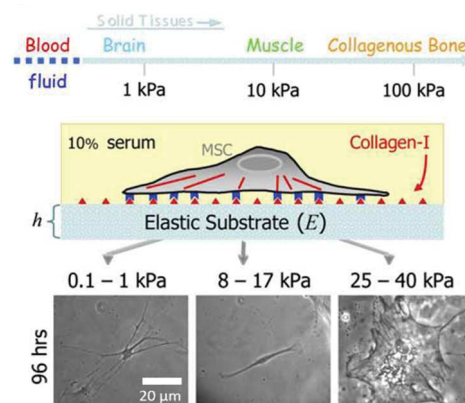 Solid Tissues
Blood Brain Muscle Collagenous Bone
fluid
1 kPa 10 kPa 100 kPa
10% serum
MSC
Collagen-I
h
Elastic Substrate (E)
0.1 – 1 kPa 8 – 17 kPa 25 – 40 kPa
96 hrs
20 μm